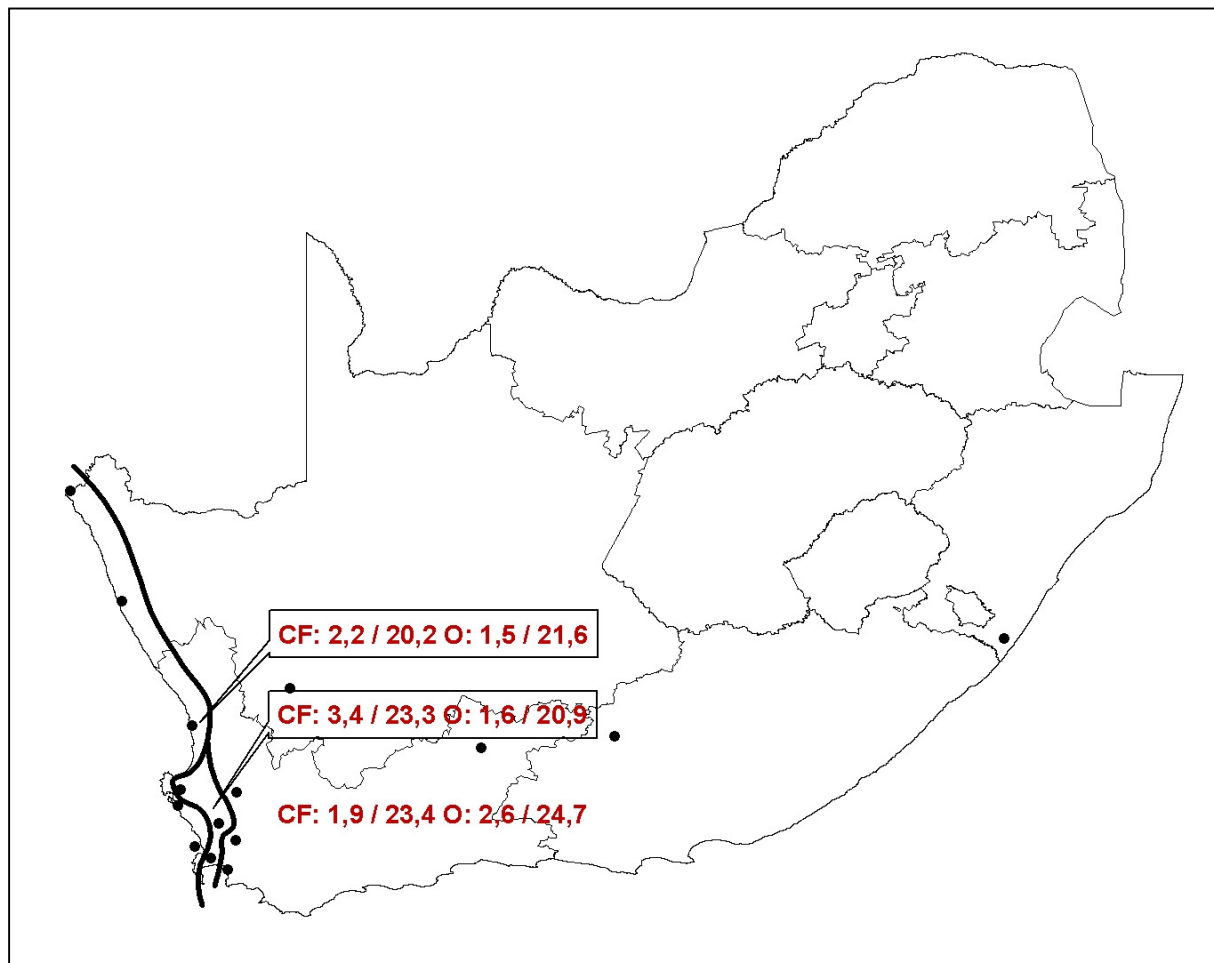 CF: 2,2 / 20,2 O: 1,5 / 21,6
CF: 3,4 / 23,3 O: 1,6 / 20,9
CF: 1,9 / 23,4 O: 2,6 / 24,7